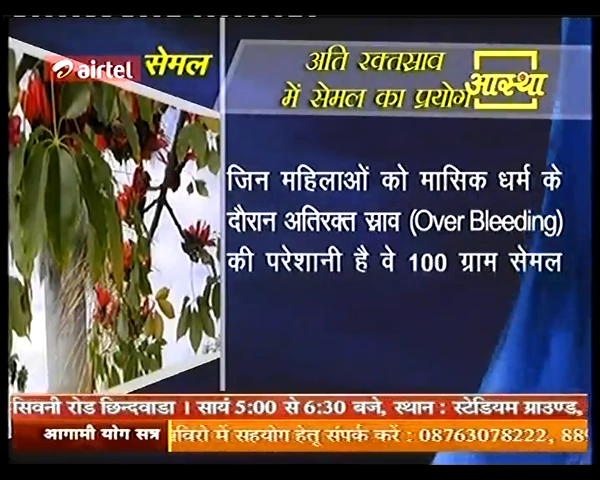 airtel
सेमल
अति रक्तस्राव
में सेमल का प्रयोग
आस्था
जिन महिलाओं को मासिक धर्म के
दौरान अतिरक्त स्राव (Over Bleeding)
की परेशानी है वे 100 ग्राम सेमल
सिवनी रोड छिन्दवाडा । सायं 5:00 से 6:30 बजे, स्थान : स्टेडियम ग्राउण्ड,
आगामी योग सत्र
में सहयोग हेतू संपर्क करें : 08763078222,